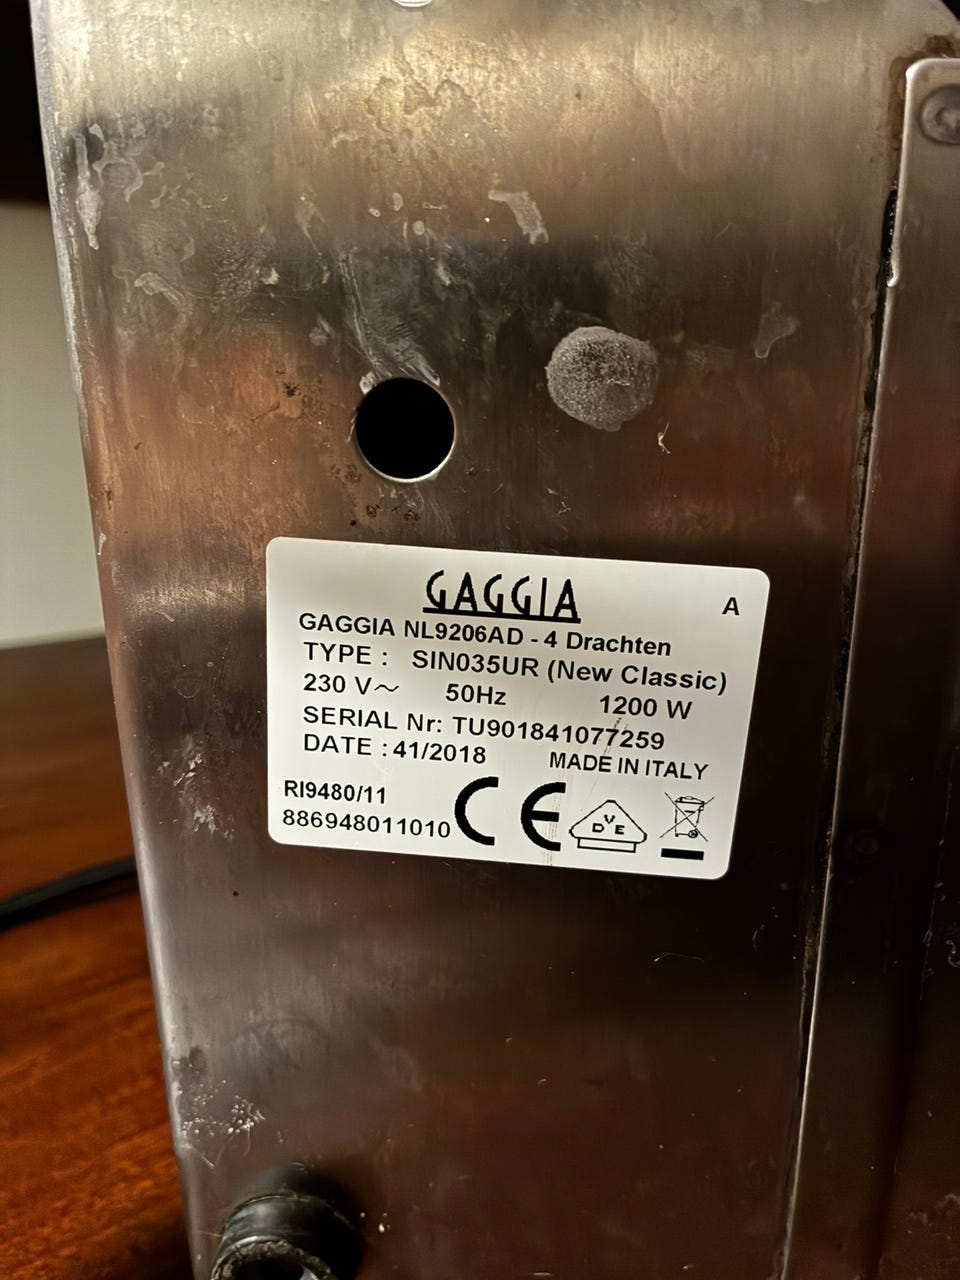 GAGGIA
A
GAGGIA NL9206AD - 4 Drachten
TYPE : SIN035UR (New Classic)
230 V~ 50Hz 1200 W
SERIAL Nr: TU901841077259
DATE : 41/2018 MADE IN ITALY
RI9480/11
886948011010 CE
VDE